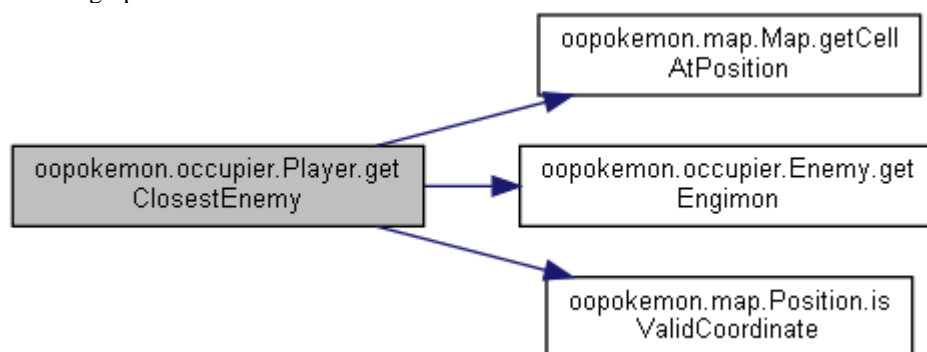 oopokemon.map.Map.getCell
AtPosition
oopokemon.occupier.Player.get
ClosestEnemy
oopokemon.occupier.Enemy.get
Engimon
oopokemon.map.Position.is
ValidCoordinate